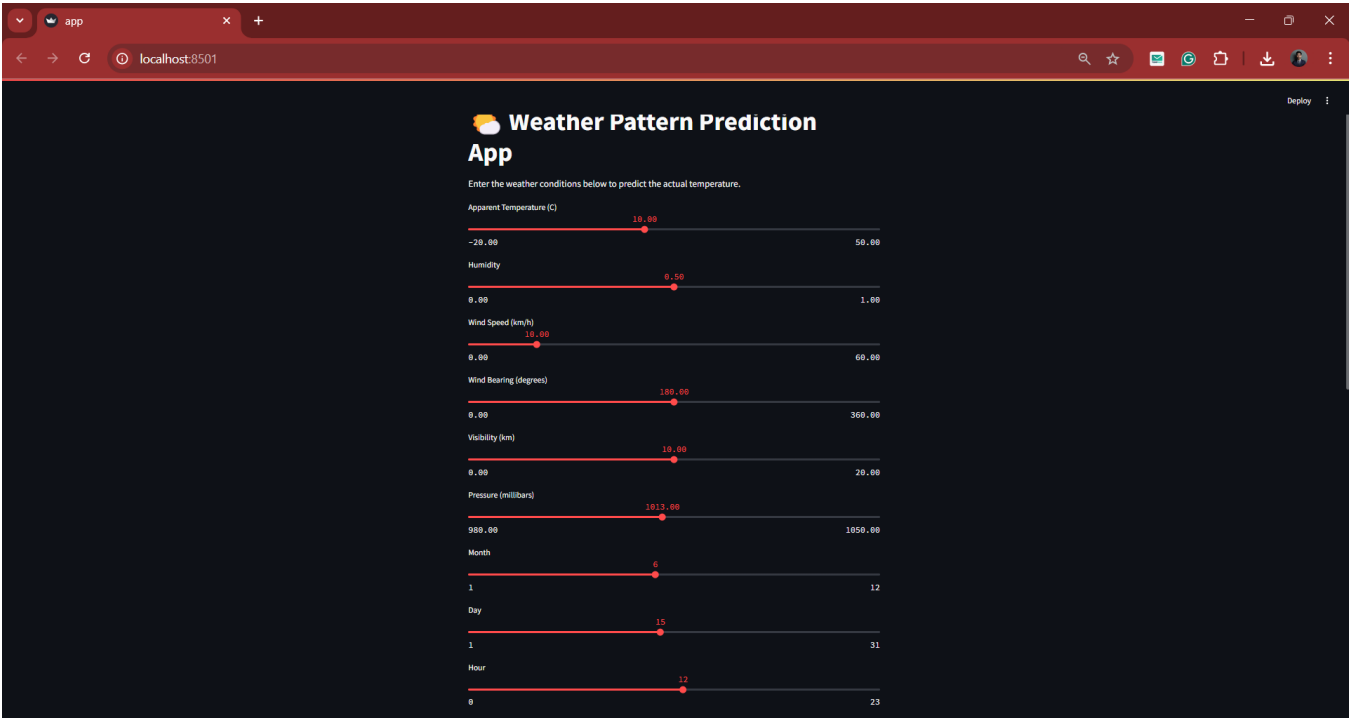 app
localhost:8501
Deploy
Weather Pattern Prediction
App
Enter the weather conditions below to predict the actual temperature.
Apparent Temperature (C)
10.00
-20.00 50.00
Humidity
0.50
0.00 1.00
Wind Speed (km/h)
10.00
0.00 60.00
Wind Bearing (degrees)
180.00
0.00 360.00
Visibility (km)
10.00
0.00 20.00
Pressure (millibars)
1013.00
980.00 1050.00
Month
6
1 12
Day
15
1 31
Hour
12
0 23